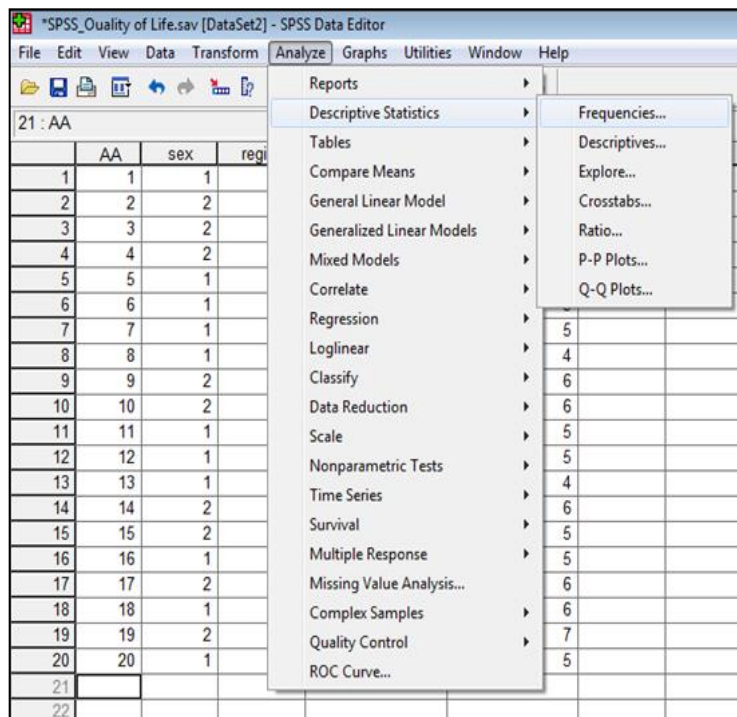 *SPSS_Ouality of Life.sav [DataSet2] - SPSS Data Editor
File Edit View Data Transform Analyze Graphs Utilities Window Help
21 : AA
Reports
Descriptive Statistics
Tables
Compare Means
General Linear Model
Generalized Linear Models
Mixed Models
Correlate
Regression
Loglinear
Classify
Data Reduction
Scale
Nonparametric Tests
Time Series
Survival
Multiple Response
Missing Value Analysis...
Complex Samples
Quality Control
ROC Curve...
Frequencies...
Descriptives...
Explore...
Crosstabs...
Ratio...
P-P Plots...
Q-Q Plots...
AA sex regi
1 1 1
2 2 2
3 3 2
4 4 2
5 5 1
6 6 1
7 7 1 5
8 8 1 4
9 9 2 6
10 10 2 6
11 11 1 5
12 12 1 5
13 13 1 4
14 14 2 6
15 15 2 5
16 16 1 5
17 17 2 6
18 18 1 6
19 19 2 7
20 20 1 5
21
22